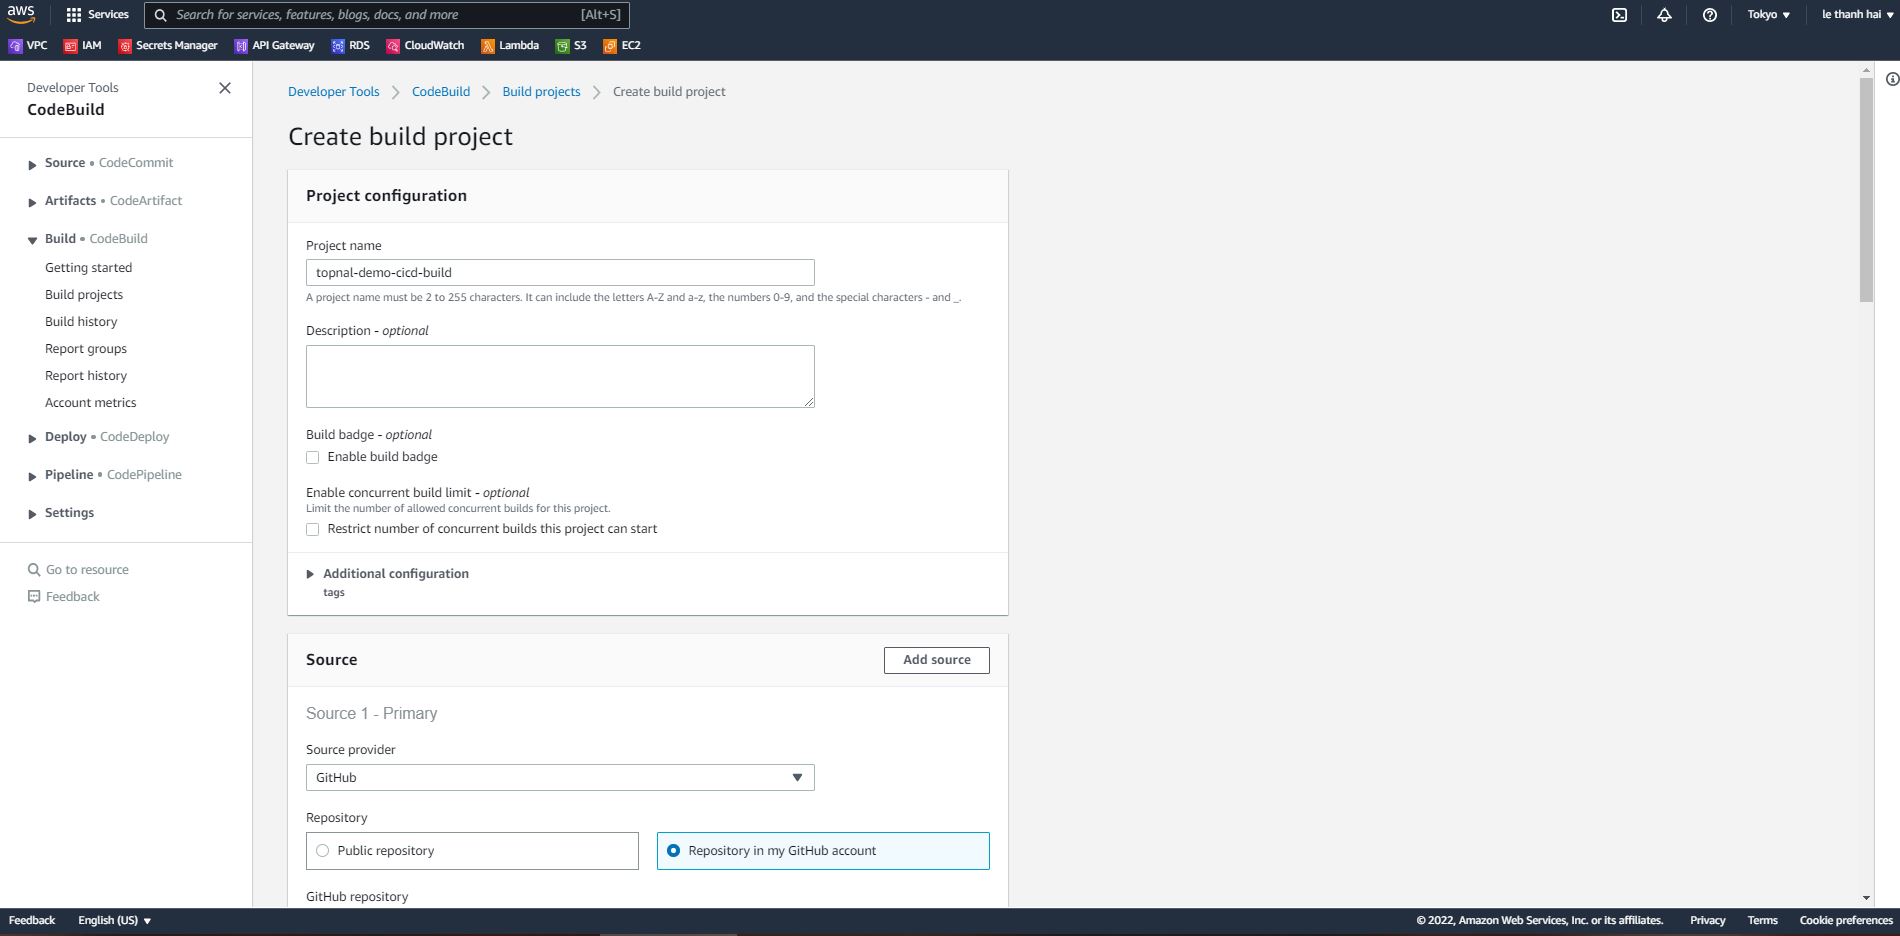 aws
Services
Search for services, features, blogs, docs, and more [Alt+S]
Tokyo
le thanh hai
VPC IAM Secrets Manager API Gateway RDS CloudWatch Lambda S3 EC2
Developer Tools
CodeBuild
Source • CodeCommit
Artifacts • CodeArtifact
Build • CodeBuild
Getting started
Build projects
Build history
Report groups
Report history
Account metrics
Deploy • CodeDeploy
Pipeline • CodePipeline
Settings
Go to resource
Feedback
Developer Tools CodeBuild Build projects Create build project
Create build project
Project configuration
Project name
topnal-demo-cicd-build
A project name must be 2 to 255 characters. It can include the letters A-Z and a-z, the numbers 0-9, and the special characters - and _.
Description - optional
Build badge - optional
Enable build badge
Enable concurrent build limit - optional
Limit the number of allowed concurrent builds for this project.
Restrict number of concurrent builds this project can start
Additional configuration
tags
Source
Add source
Source 1 - Primary
Source provider
GitHub
Repository
Public repository
Repository in my GitHub account
GitHub repository
Feedback English (US) © 2022, Amazon Web Services, Inc. or its affiliates. Privacy Terms Cookie preferences